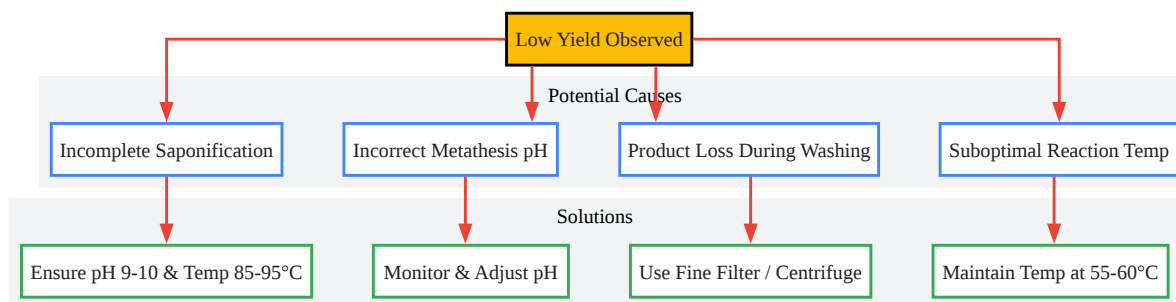 Low Yield Observed
Potential Causes
Incomplete Saponification
Incorrect Metathesis pH
Product Loss During Washing
Suboptimal Reaction Temp
Solutions
Ensure pH 9-10 & Temp 85-95°C
Monitor & Adjust pH
Use Fine Filter / Centrifuge
Maintain Temp at 55-60°C